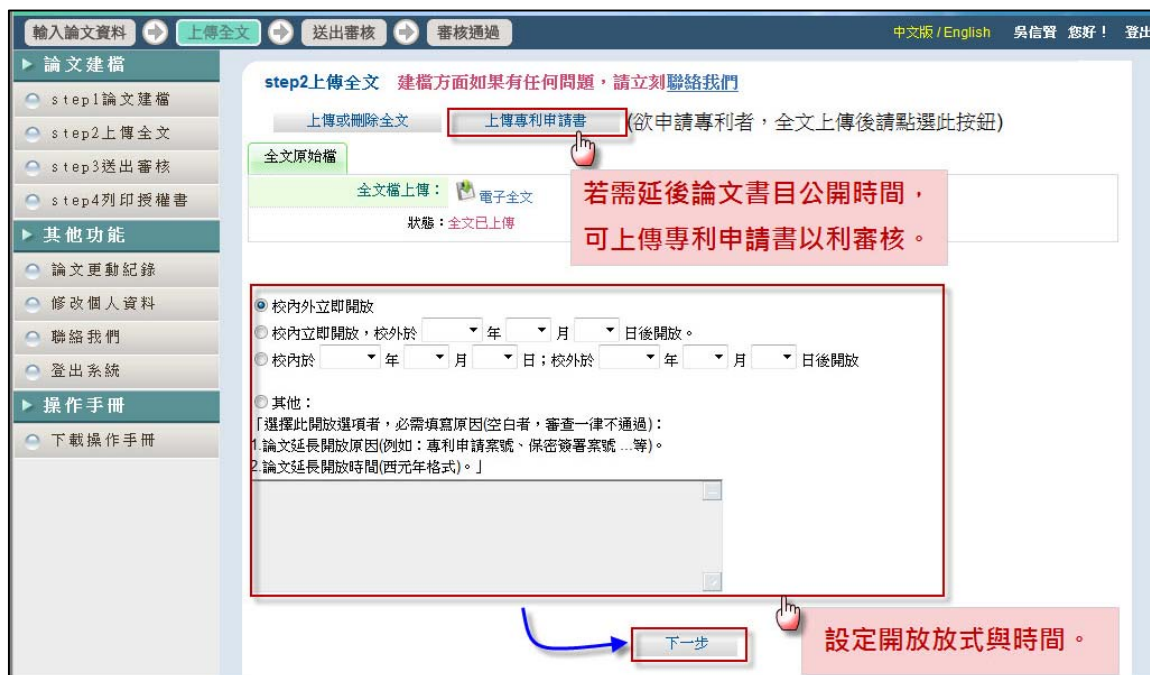 輸入論文資料 上傳全文 送出審核 審核通過 中文版 / English 吳信賢 您好! 登出
論文建檔
step1論文建檔
step2上傳全文
step3送出審核
step4列印授權書
其他功能
論文更動紀錄
修改個人資料
聯絡我們
登出系統
操作手冊
下載操作手冊
step2上傳全文 建檔方面如果有任何問題,請立刻聯絡我們
上傳或刪除全文 上傳專利申請書 (欲申請專利者,全文上傳後請點選此按鈕)
全文原始檔
全文檔上傳: 電子全文
狀態:全文已上傳
若需延後論文書目公開時間,
可上傳專利申請書以利審核。
校內外立即開放
校內立即開放,校外於 年 月 日後開放。
校內於 年 月 日;校外於 年 月 日後開放
其他:
「選擇此開放選項者,必需填寫原因(空白者,審查一律不通過):
1.論文延長開放原因(例如:專利申請案號、保密簽署案號 ...等)。
2.論文延長開放時間(西元年格式)。」
下一步
設定開放放式與時間。